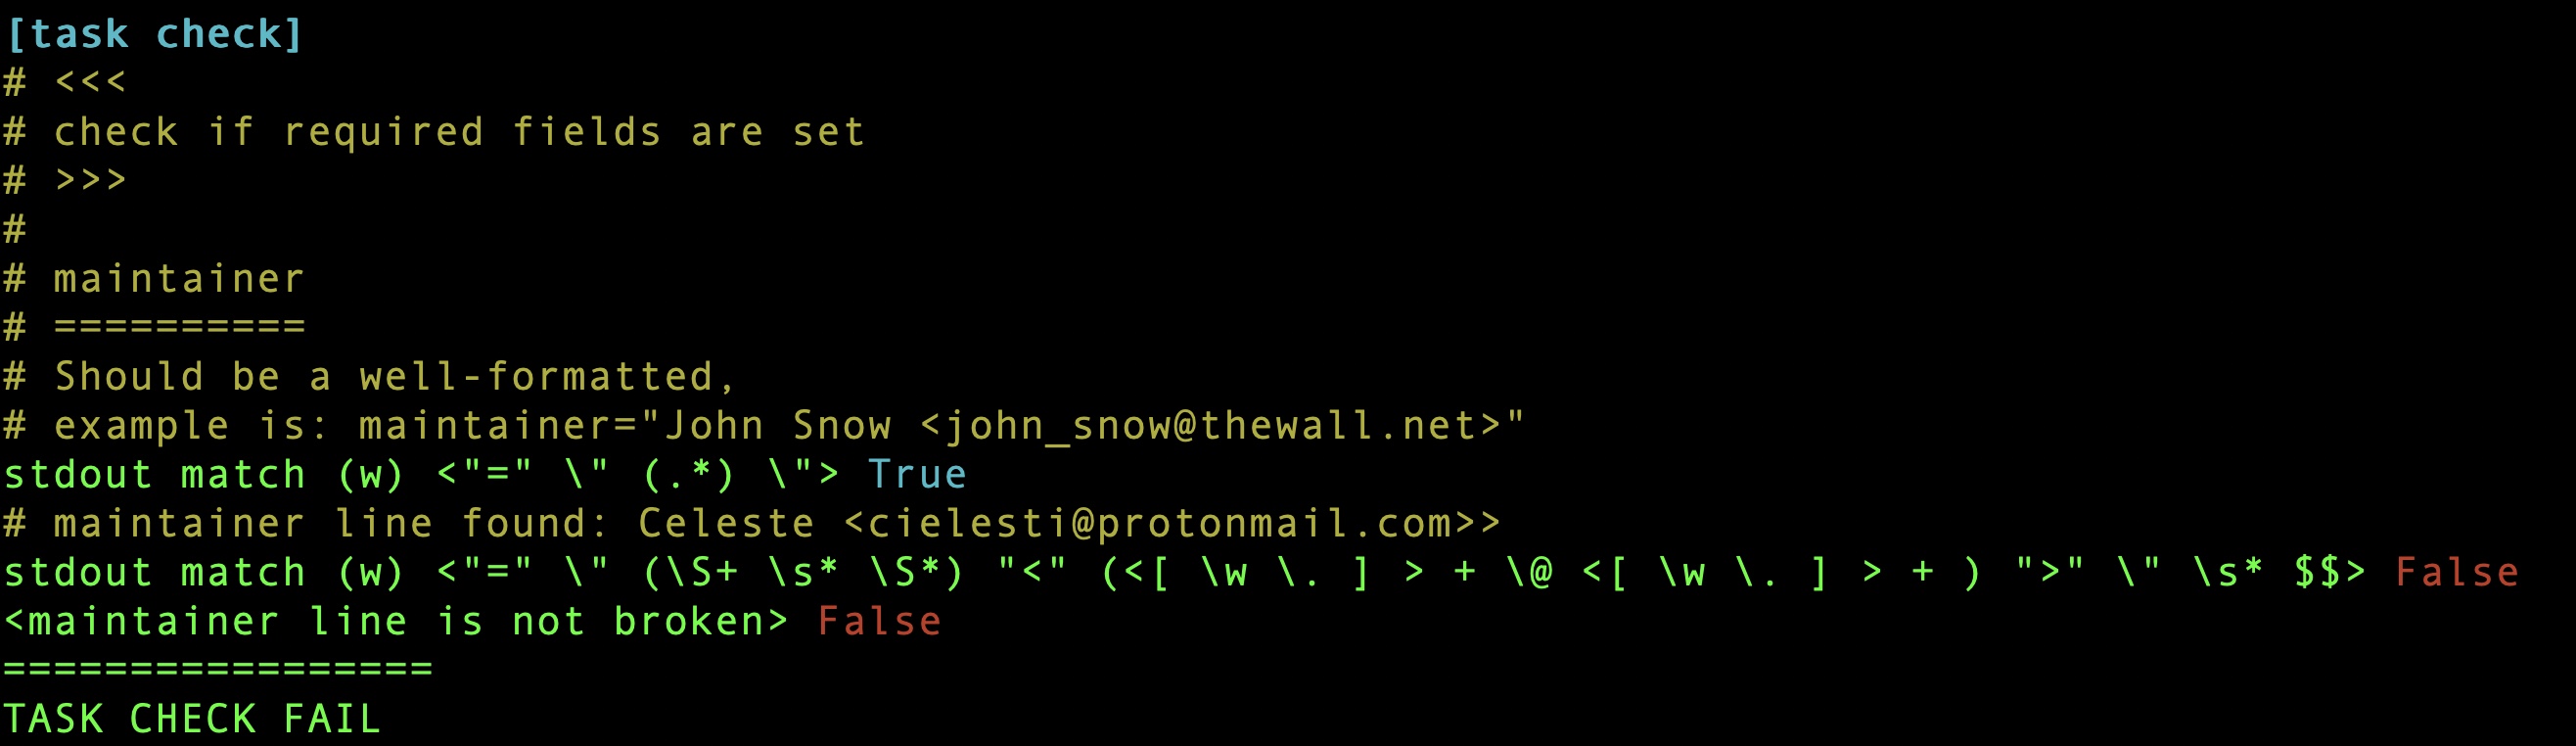 [task check]
# <<<
# check if required fields are set
# >>>
#
# maintainer
# ==========
# Should be a well-formatted,
# example is: maintainer="John Snow <john_snow@thewall.net>"
stdout match (w) <"=" \" (.*) \"> True
# maintainer line found: Celeste <cielesti@protonmail.com>>
stdout match (w) <"=" \" (\S+ \s* \S*) "<" (<[ \w \. ] > + \@ <[ \w \. ] > + ) ">" \" \s* $$> False
<maintainer line is not broken> False
=================
TASK CHECK FAIL